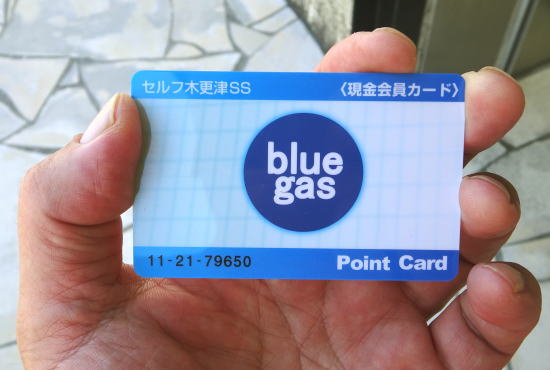 セルフ木更津SS
〈現金会員カード〉
blue
gas
11-21-79650
Point Card